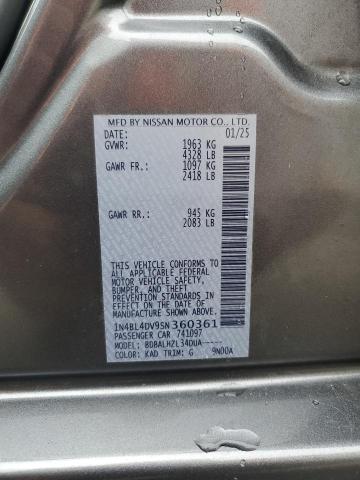 MFD BY NISSAN MOTOR CO., LTD.
DATE: 01/25
GVWR: 1963 KG
4328 LB
GAWR FR.: 1097 KG
2418 LB
GAWR RR.: 945 KG
2083 LB
THIS VEHICLE CONFORMS TO
ALL APPLICABLE FEDERAL
MOTOR VEHICLE SAFETY,
BUMPER, AND THEFT
PREVENTION STANDARDS IN
EFFECT ON THE DATE OF
MANUFACTURE SHOWN ABOVE.
1N4BL4DV9SN360361
PASSENGER CAR 741097
MODEL: BDBALHZL34DUA-----
COLOR: KAD TRIM: G 9N00A